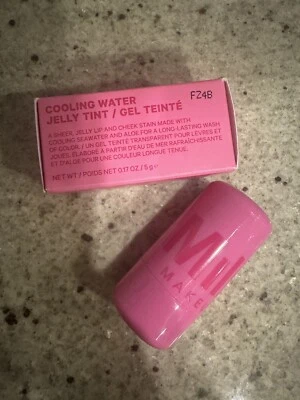 FZ4B
COOLING WATER
JELLY TINT / GEL TEINTÉ
A SHEER, JELLY LIP AND CHEEK STAIN MADE WITH
COOLING SEAWATER AND ALOE FOR A LONG-LASTING WASH
OF COLOR. / UN GEL TEINTÉ TRANSPARENT POUR LÈVRES ET
JOUES, ÉLABORÉ À PARTIR D'EAU DE MER RAFRAÎCHISSANTE
ET D'ALOE POUR UNE COULEUR LONGUE TENUE.
NET WT / POIDS NET 0.17 OZ / 5 g e
Mil
MAKE